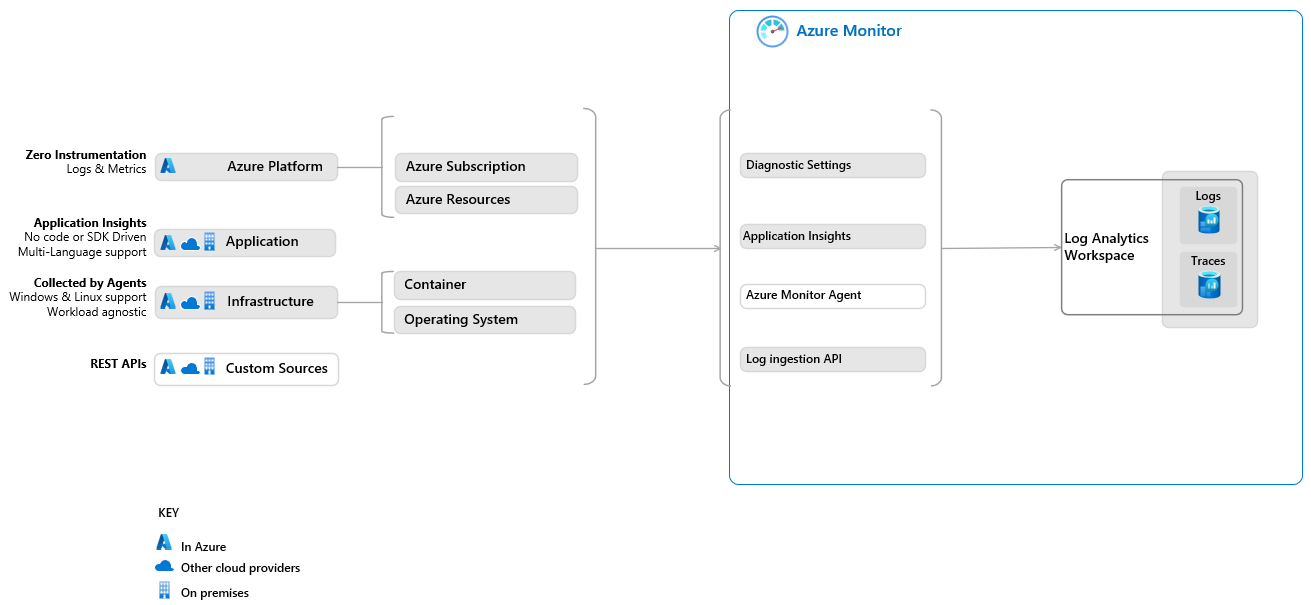 Azure Monitor
Zero Instrumentation
Logs & Metrics
Azure Platform
Azure Subscription
Azure Resources
Application Insights
No code or SDK Driven
Multi-Language support
Application
Collected by Agents
Windows & Linux support
Workload agnostic
Infrastructure
Container
Operating System
REST APIs
Custom Sources
Diagnostic Settings
Application Insights
Azure Monitor Agent
Log ingestion API
Log Analytics
Workspace
Logs
Traces
KEY
In Azure
Other cloud providers
On premises